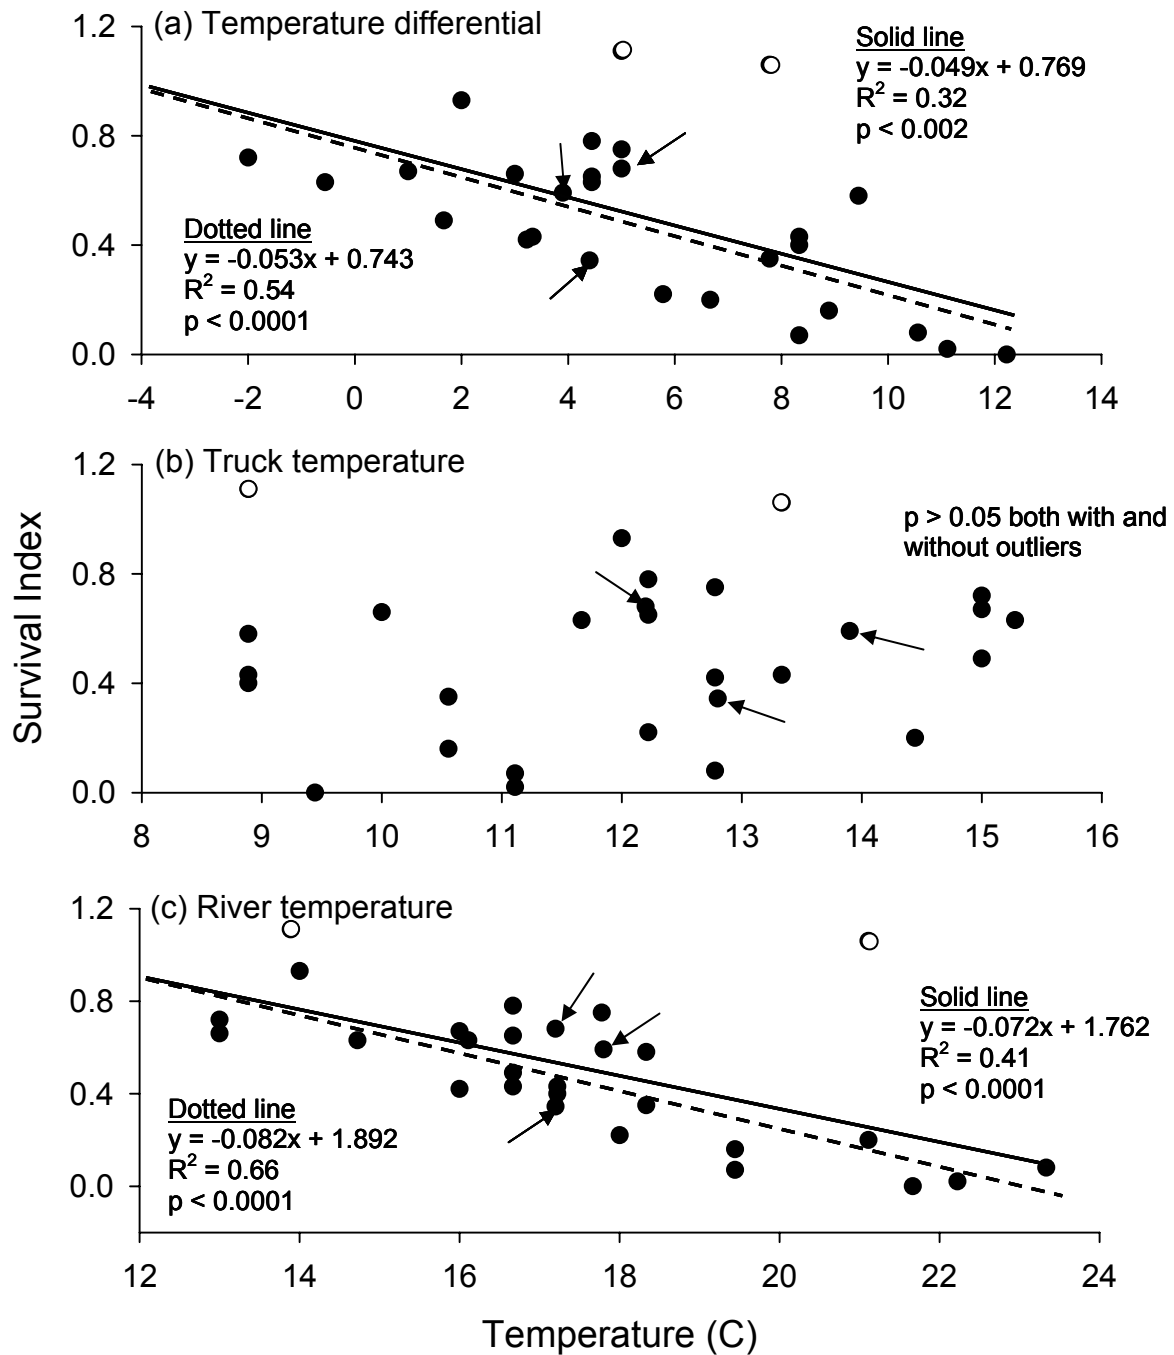 (a) Temperature differential
Solid line
y = -0.049x + 0.769
R² = 0.32
p < 0.002
Dotted line
y = -0.053x + 0.743
R² = 0.54
p < 0.0001
1.2
0.8
0.4
0.0
-4 -2 0 2 4 6 8 10 12 14
(b) Truck temperature
p > 0.05 both with and
without outliers
1.2
0.8
0.4
0.0
8 9 10 11 12 13 14 15 16
Survival Index
(c) River temperature
Solid line
y = -0.072x + 1.762
R² = 0.41
p < 0.0001
Dotted line
y = -0.082x + 1.892
R² = 0.66
p < 0.0001
1.2
0.8
0.4
0.0
12 14 16 18 20 22 24
Temperature (C)